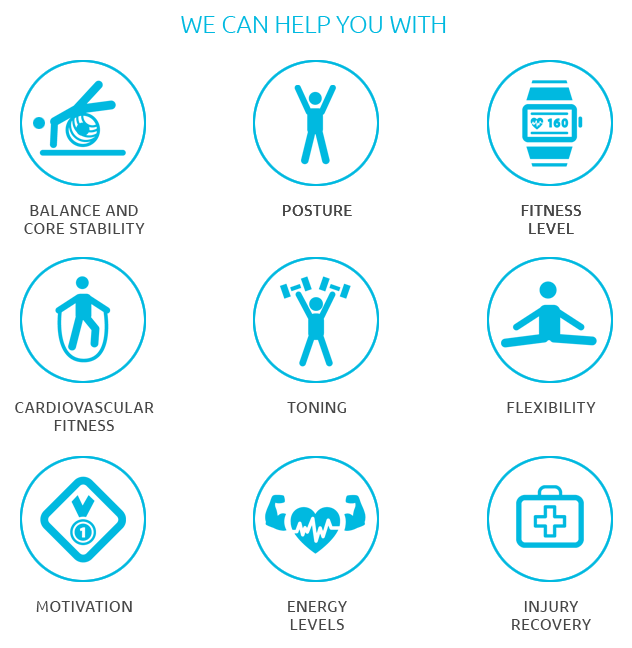 WE CAN HELP YOU WITH
160
BALANCE AND
CORE STABILITY
POSTURE
FITNESS
LEVEL
CARDIOVASCULAR
FITNESS
TONING
FLEXIBILITY
1
MOTIVATION
ENERGY
LEVELS
INJURY
RECOVERY